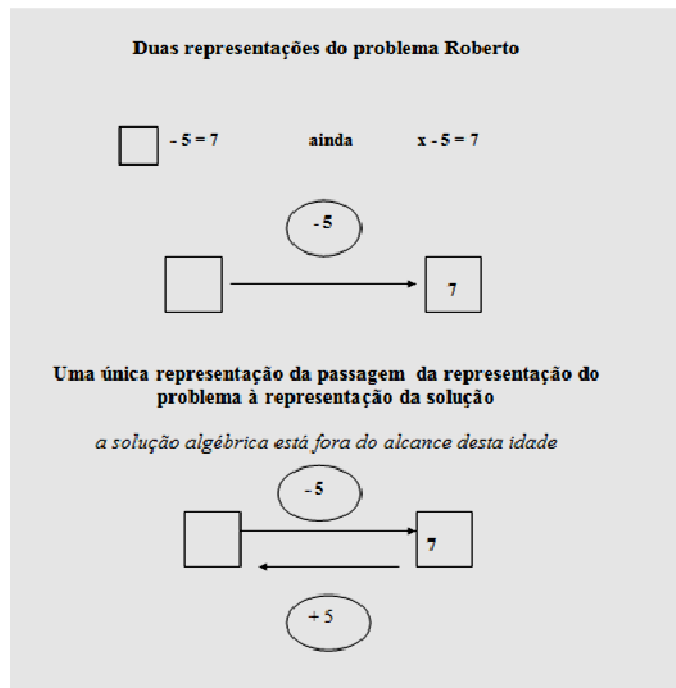 Duas representações do problema Roberto
- 5 = 7 ainda x - 5 = 7
- 5
7
Uma única representação da passagem da representação do
problema à representação da solução
a solução algébrica está fora do alcance desta idade
- 5
7
+ 5